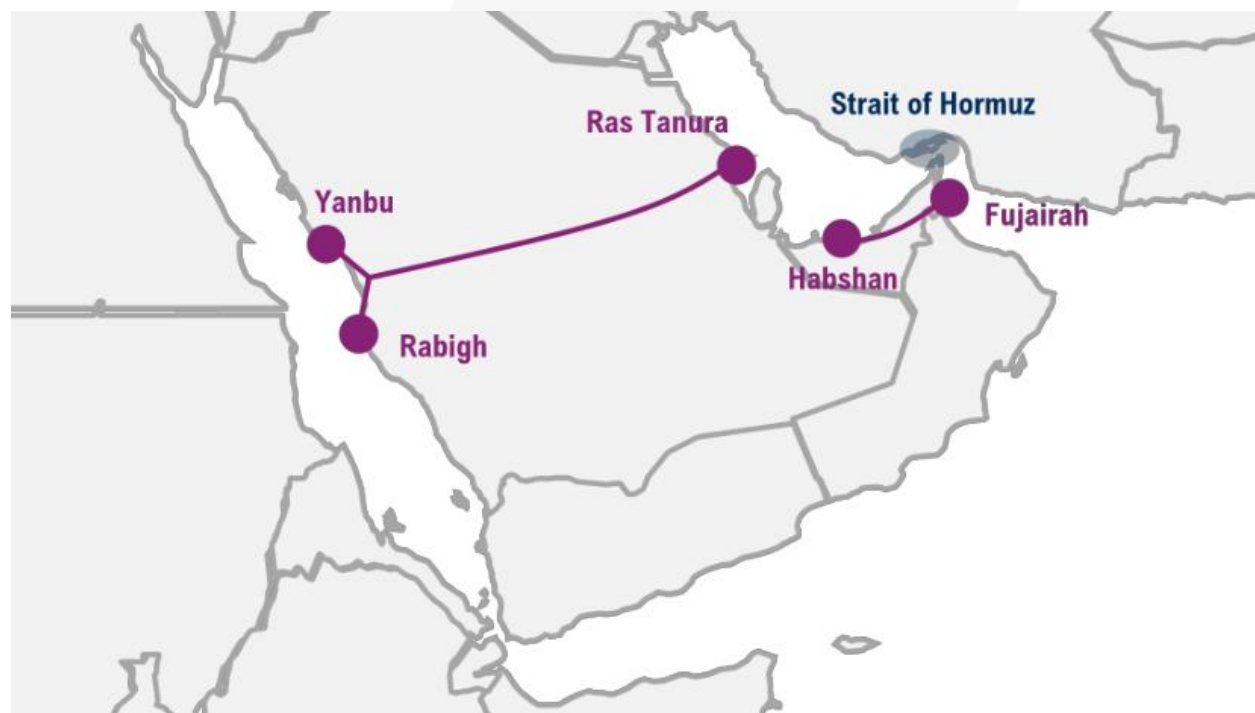 Strait of Hormuz
Ras Tanura
Yanbu
Fujairah
Habshan
Rabigh